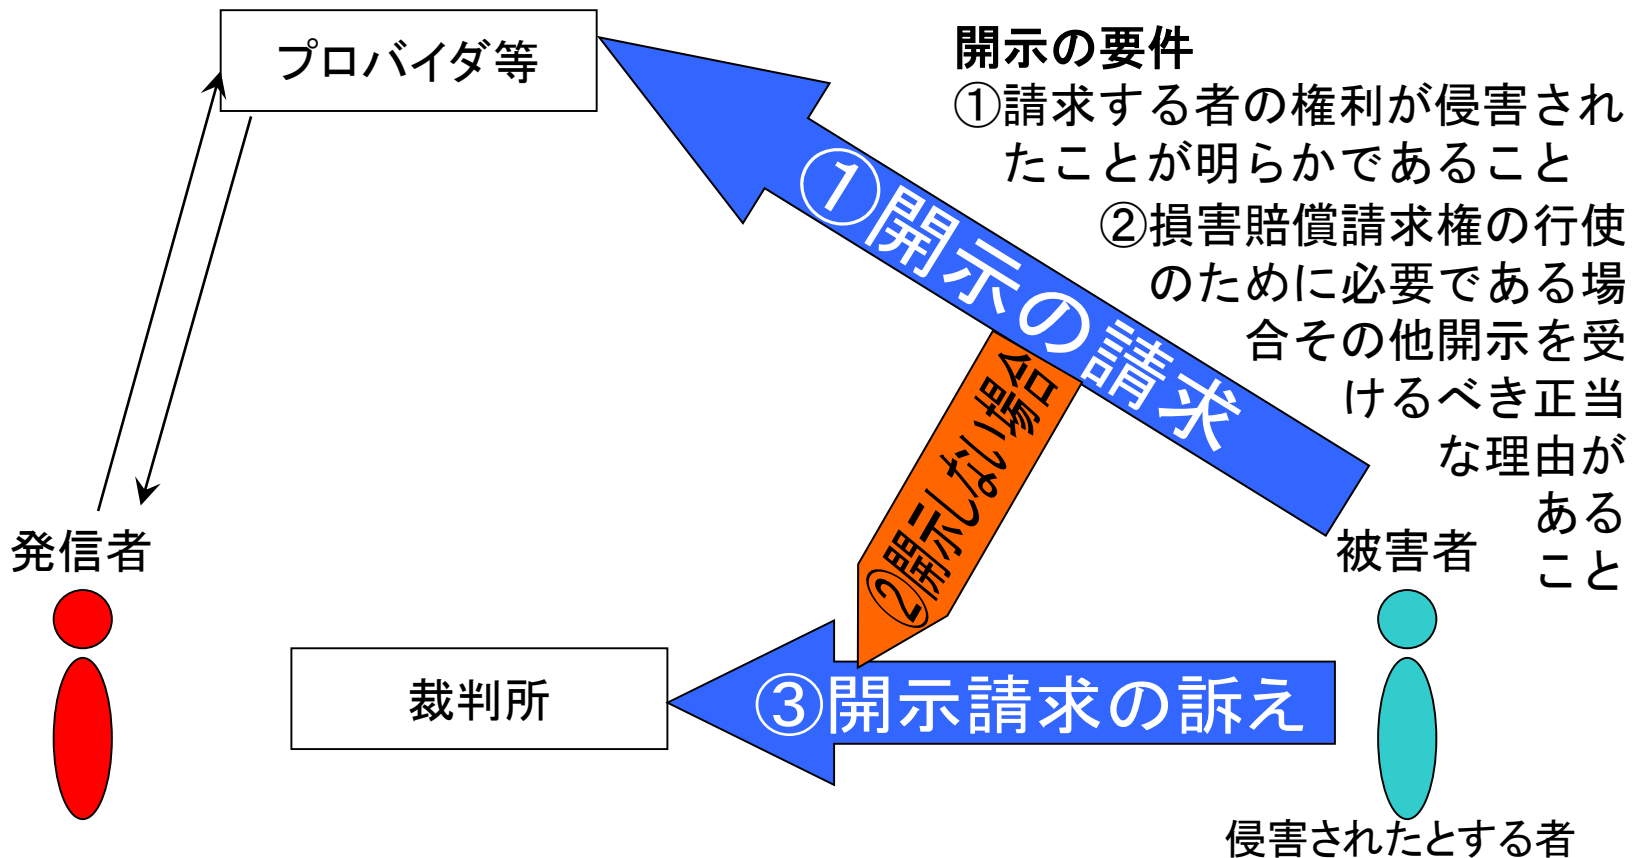 プロバイダ等
開示の要件
①請求する者の権利が侵害され
たことが明らかであること
②損害賠償請求権の行使
のために必要である場
合その他開示を受
けるべき正当
な理由が
ある
こと
①開示の請求
②開示しない場合
発信者
被害者
裁判所
③開示請求の訴え
侵害されたとする者